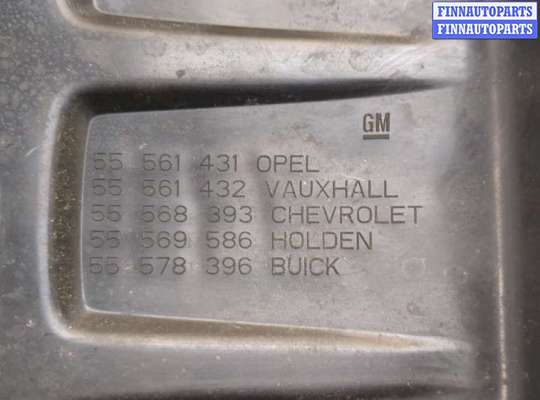 FINNAUTOPARTS
FINNAUTOPARTS
GM
55 561 431 OPEL
55 561 432 VAUXHALL
55 568 393 CHEVROLET
55 569 586 HOLDEN
55 578 396 BUICK